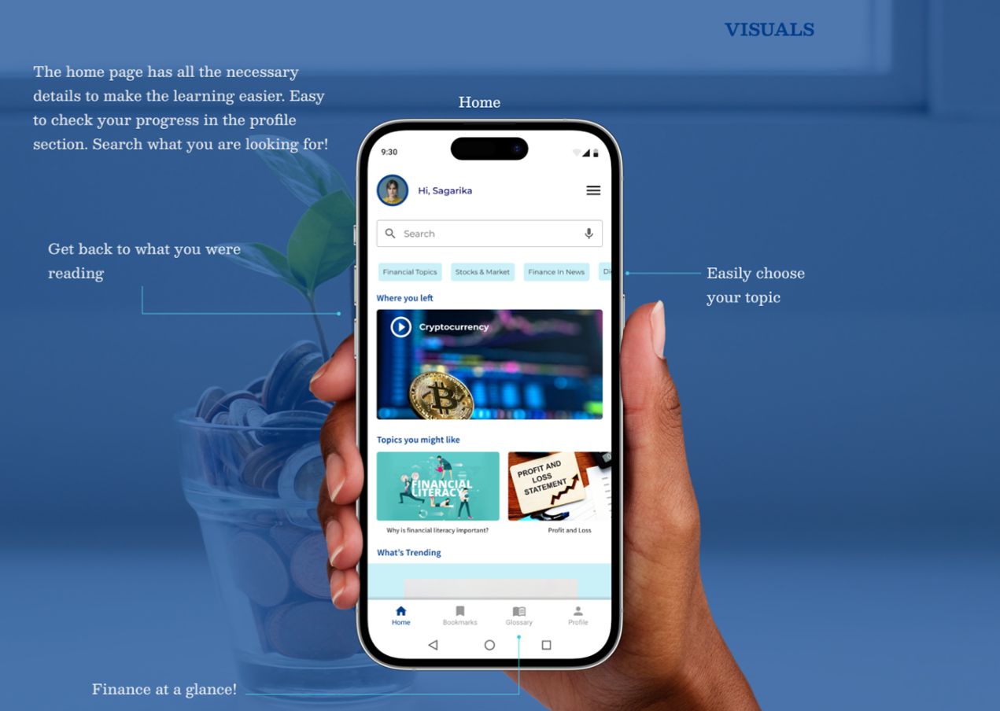 VISUALS
The home page has all the necessary
details to make the learning easier. Easy
to check your progress in the profile
section. Search what you are looking for!
Home
9:30
Hi, Sagarika
Search
Financial Topics
Stocks & Market
Finance In News
Get back to what you were
reading
Easily choose
your topic
Where you left
Cryptocurrency
Topics you might like
FINANCIAL
LITERACY
PROFIT AND
LOSS
STATEMENT
Why is financial literacy important?
Profit and Loss
What's Trending
Home
Bookmarks
Glossary
Profile
Finance at a glance!